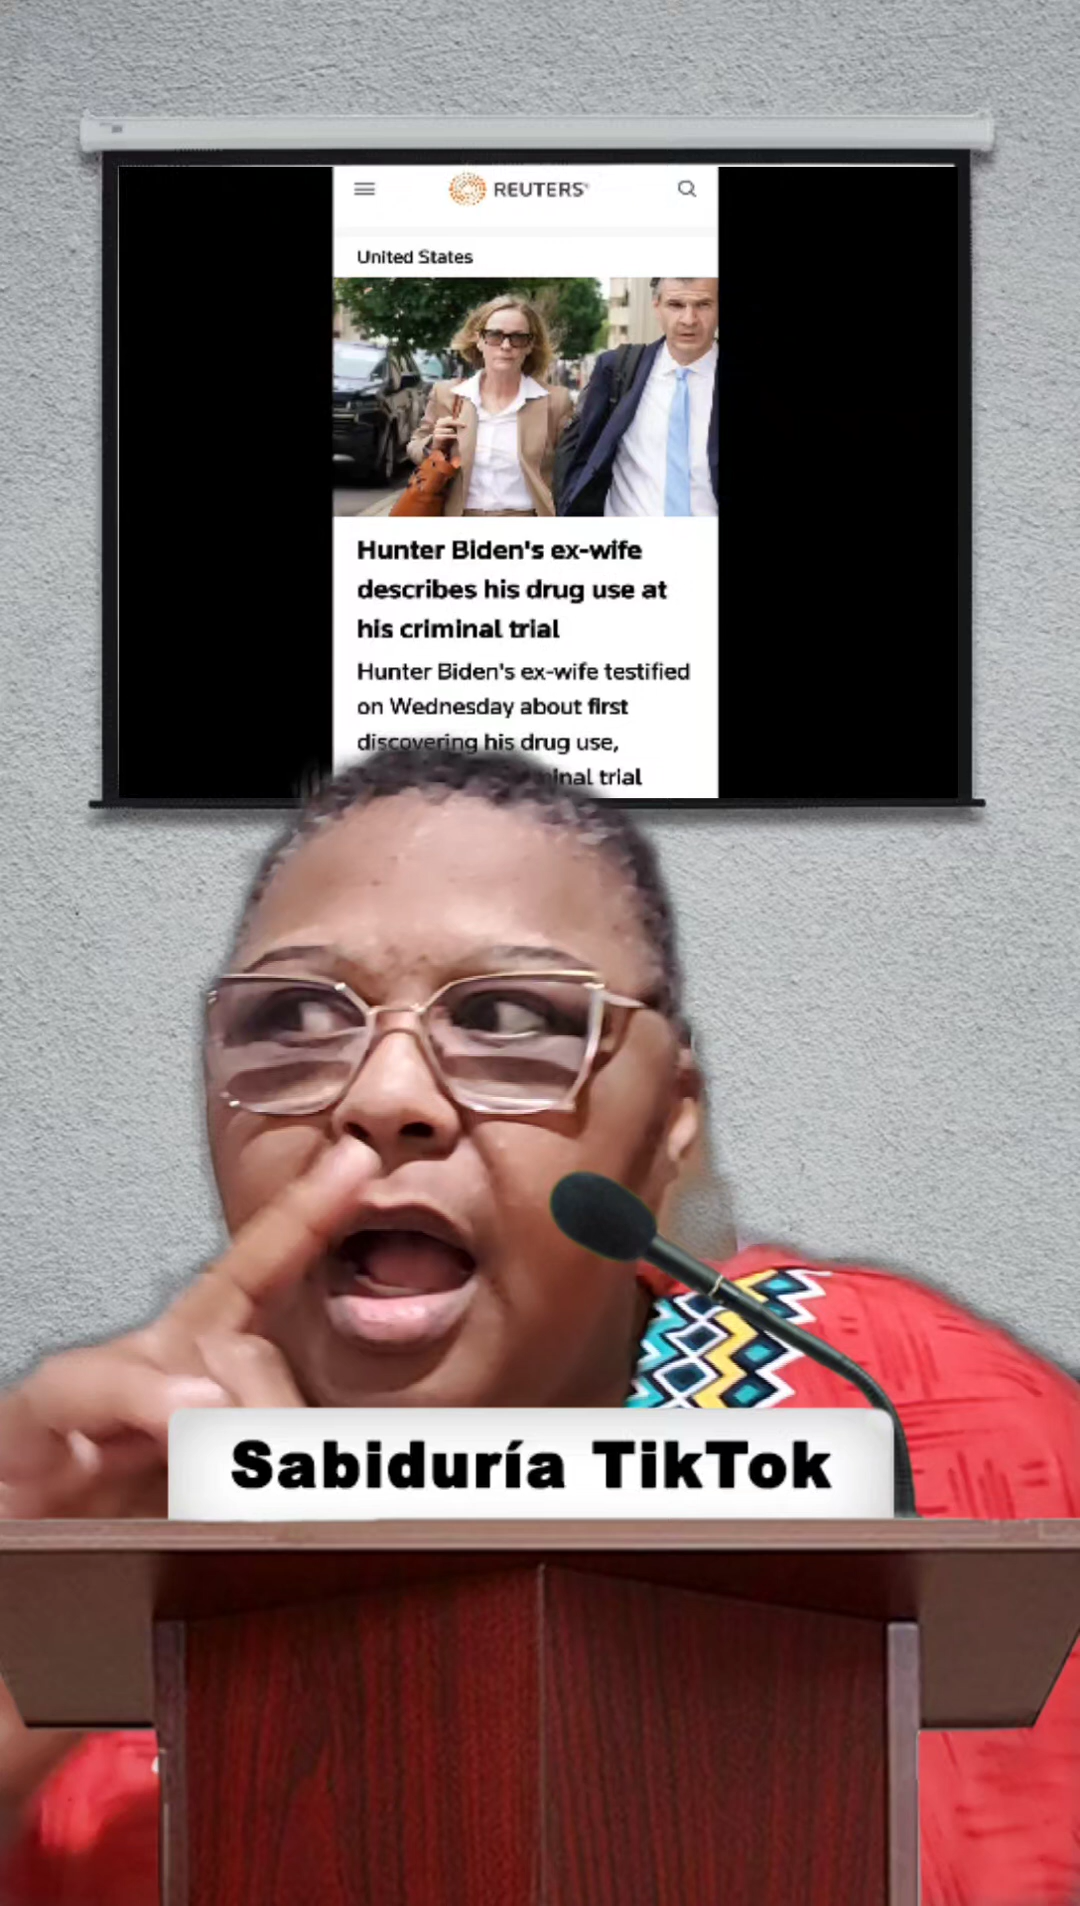 REUTERS
United States
Hunter Biden's ex-wife
describes his drug use at
his criminal trial
Hunter Biden's ex-wife testified
on Wednesday about first
discovering his drug use,
trial
Sabiduría TikTok